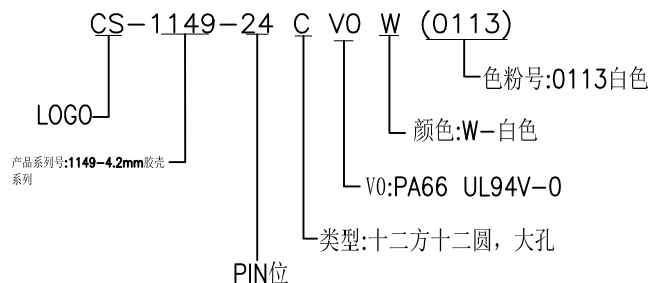 CS-1149-24 C V0 W (0113)
色粉号:0113白色
LOGO
颜色:W-白色
产品系列号:1149-4.2mm胶壳
系列
V0:PA66 UL94V-0
类型:十二方十二圆，大孔
PIN位